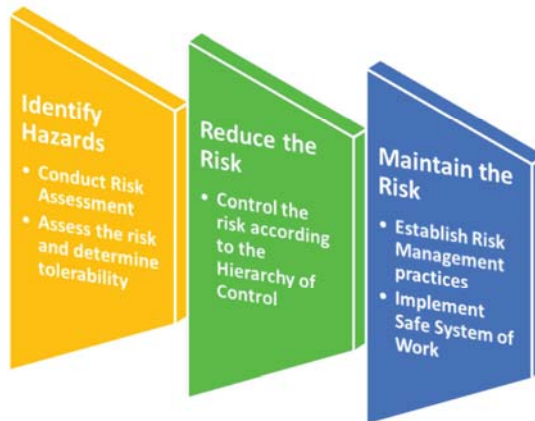 Identify
Hazards
• Conduct Risk
Assessment
• Assess the risk
and determine
tolerability
Reduce the
Risk
• Control the
risk according
to the
Hierarchy of
Control
Maintain the
Risk
• Establish Risk
Management
practices
• Implement
Safe System of
Work